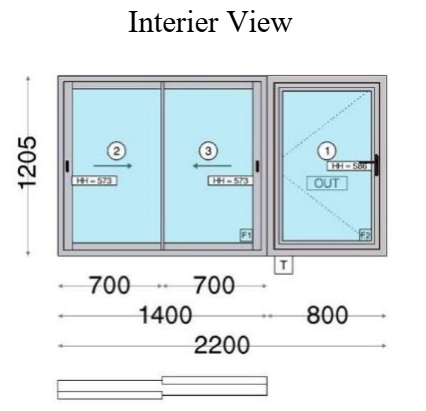 Interier View
1205
2
3
1
HH = 573
HH = 573
HH = 586
OUT
F1
F2
T
700
700
1400
800
2200